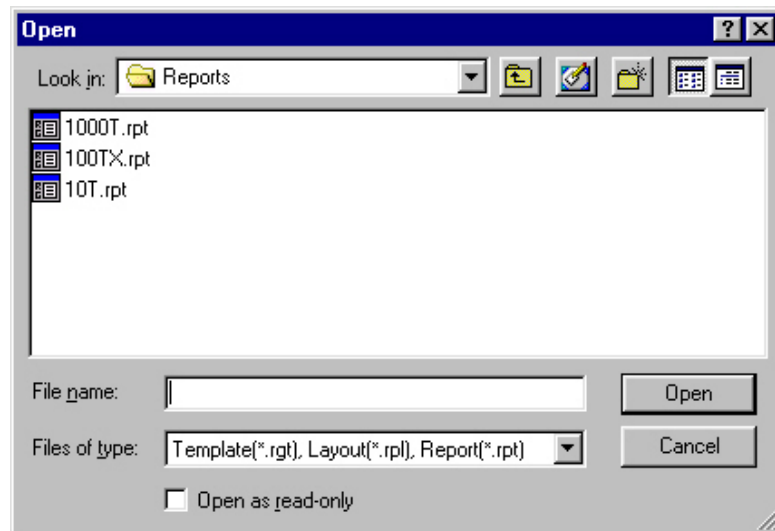 Open
Look in: Reports
1000T.rpt
100TX.rpt
10T.rpt
File name: Open
Files of type: Template(*.rgt), Layout(*.rpl), Report(*.rpt) Cancel
Open as read-only